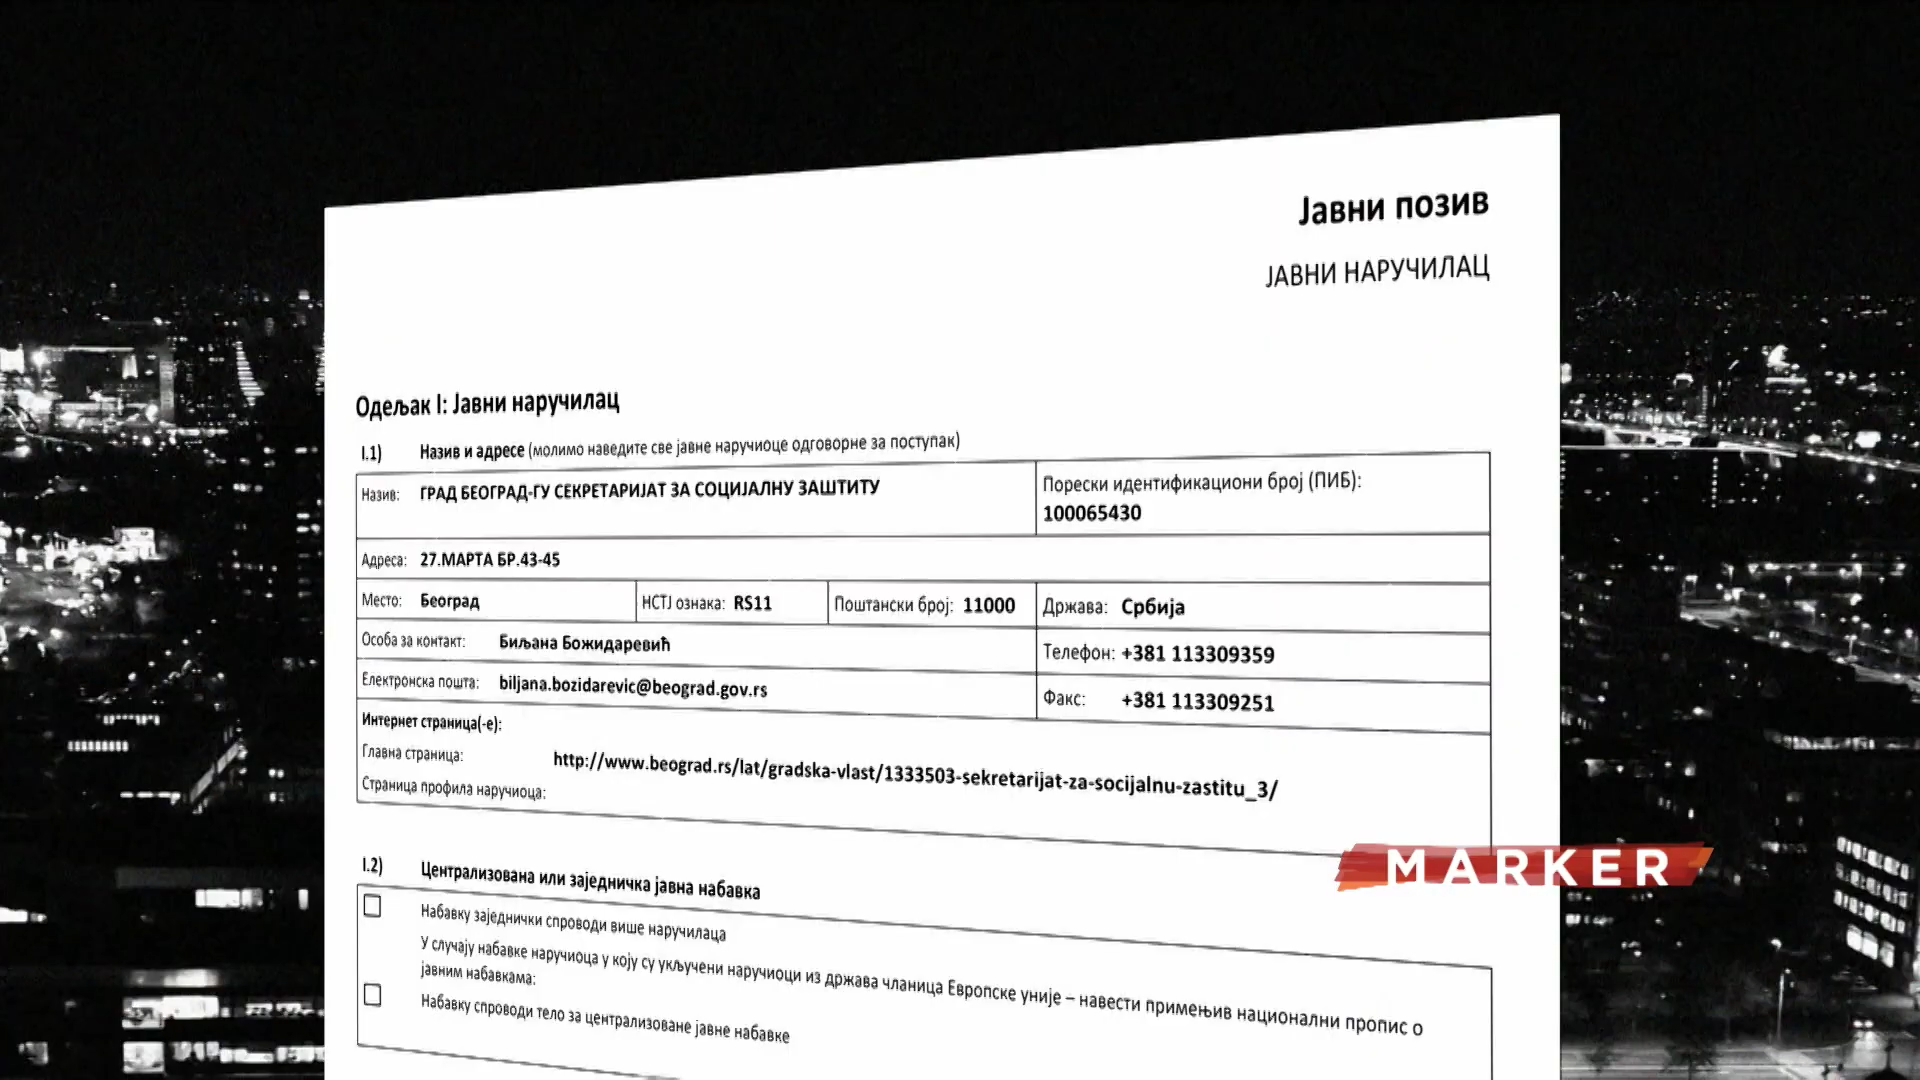 Јавни позив
ЈАВНИ НАРУЧИЛАЦ
Одељак I: Јавни наручилац
I.1) Назив и адресе (молимо наведите све јавне наручиоце одговорне за поступак)
Назив: ГРАД БЕОГРАД-ГУ СЕКРЕТАРИЈАТ ЗА СОЦИЈАЛНУ ЗАШТИТУ
Порески идентификациони број (ПИБ):
100065430
Адреса: 27.МАРТА БР.43-45
Место: Београд НСТЈ ознака: RS11 Поштански број: 11000 Држава: Србија
Особа за контакт: Биљана Божидаревић
Телефон: +381 113309359
Електронска пошта: biljana.bozidarevic@beograd.gov.rs
Факс: +381 113309251
Интернет страница(-е):
Главна страница: http://www.beograd.rs/lat/gradska-vlast/1333503-sekretarijat-za-socijalnu-zastitu_3/
Страница профила наручиоца:
I.2) Централизована или заједничка јавна набавка
Набавку заједнички спроводи више наручилаца
У случају набавке наручиоца у коју су укључени наручиоци из држава чланица Европске уније – навести примењив национални пропис о
јавним набавкама:
Набавку спроводи тело за централизоване јавне набавке
MARKER